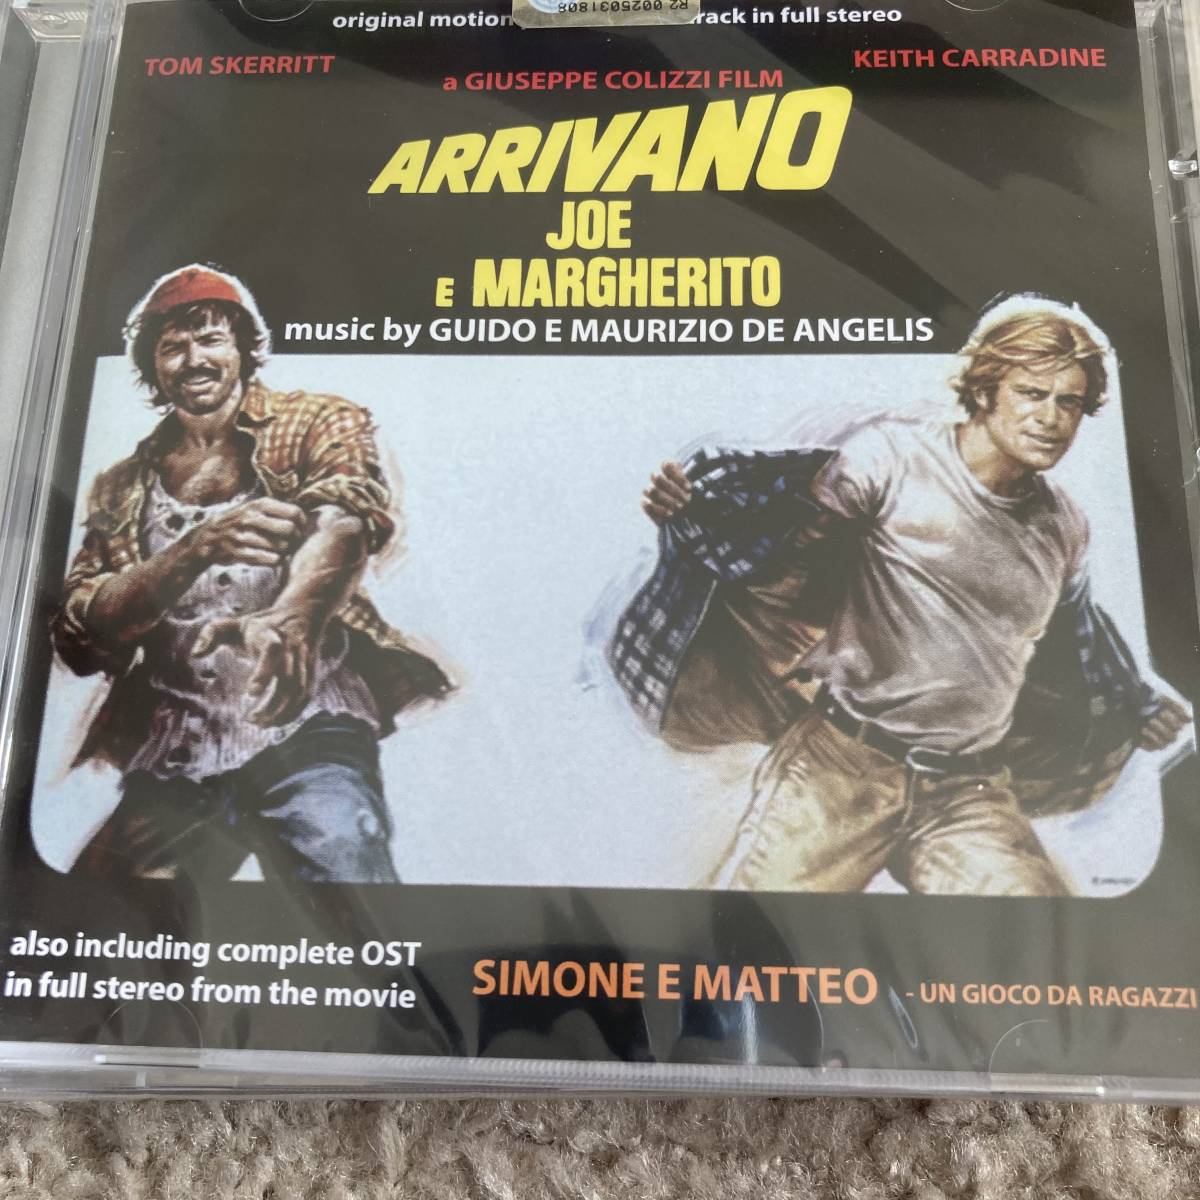 original motion rack in full stereo
R2 0025031808
TOM SKERRITT
KEITH CARRADINE
a GIUSEPPE COLIZZI FILM
ARRIVANO
JOE
E MARGHERITO
music by GUIDO E MAURIZIO DE ANGELIS
also including complete OST
in full stereo from the movie
SIMONE E MATTEO - UN GIOCO DA RAGAZZI